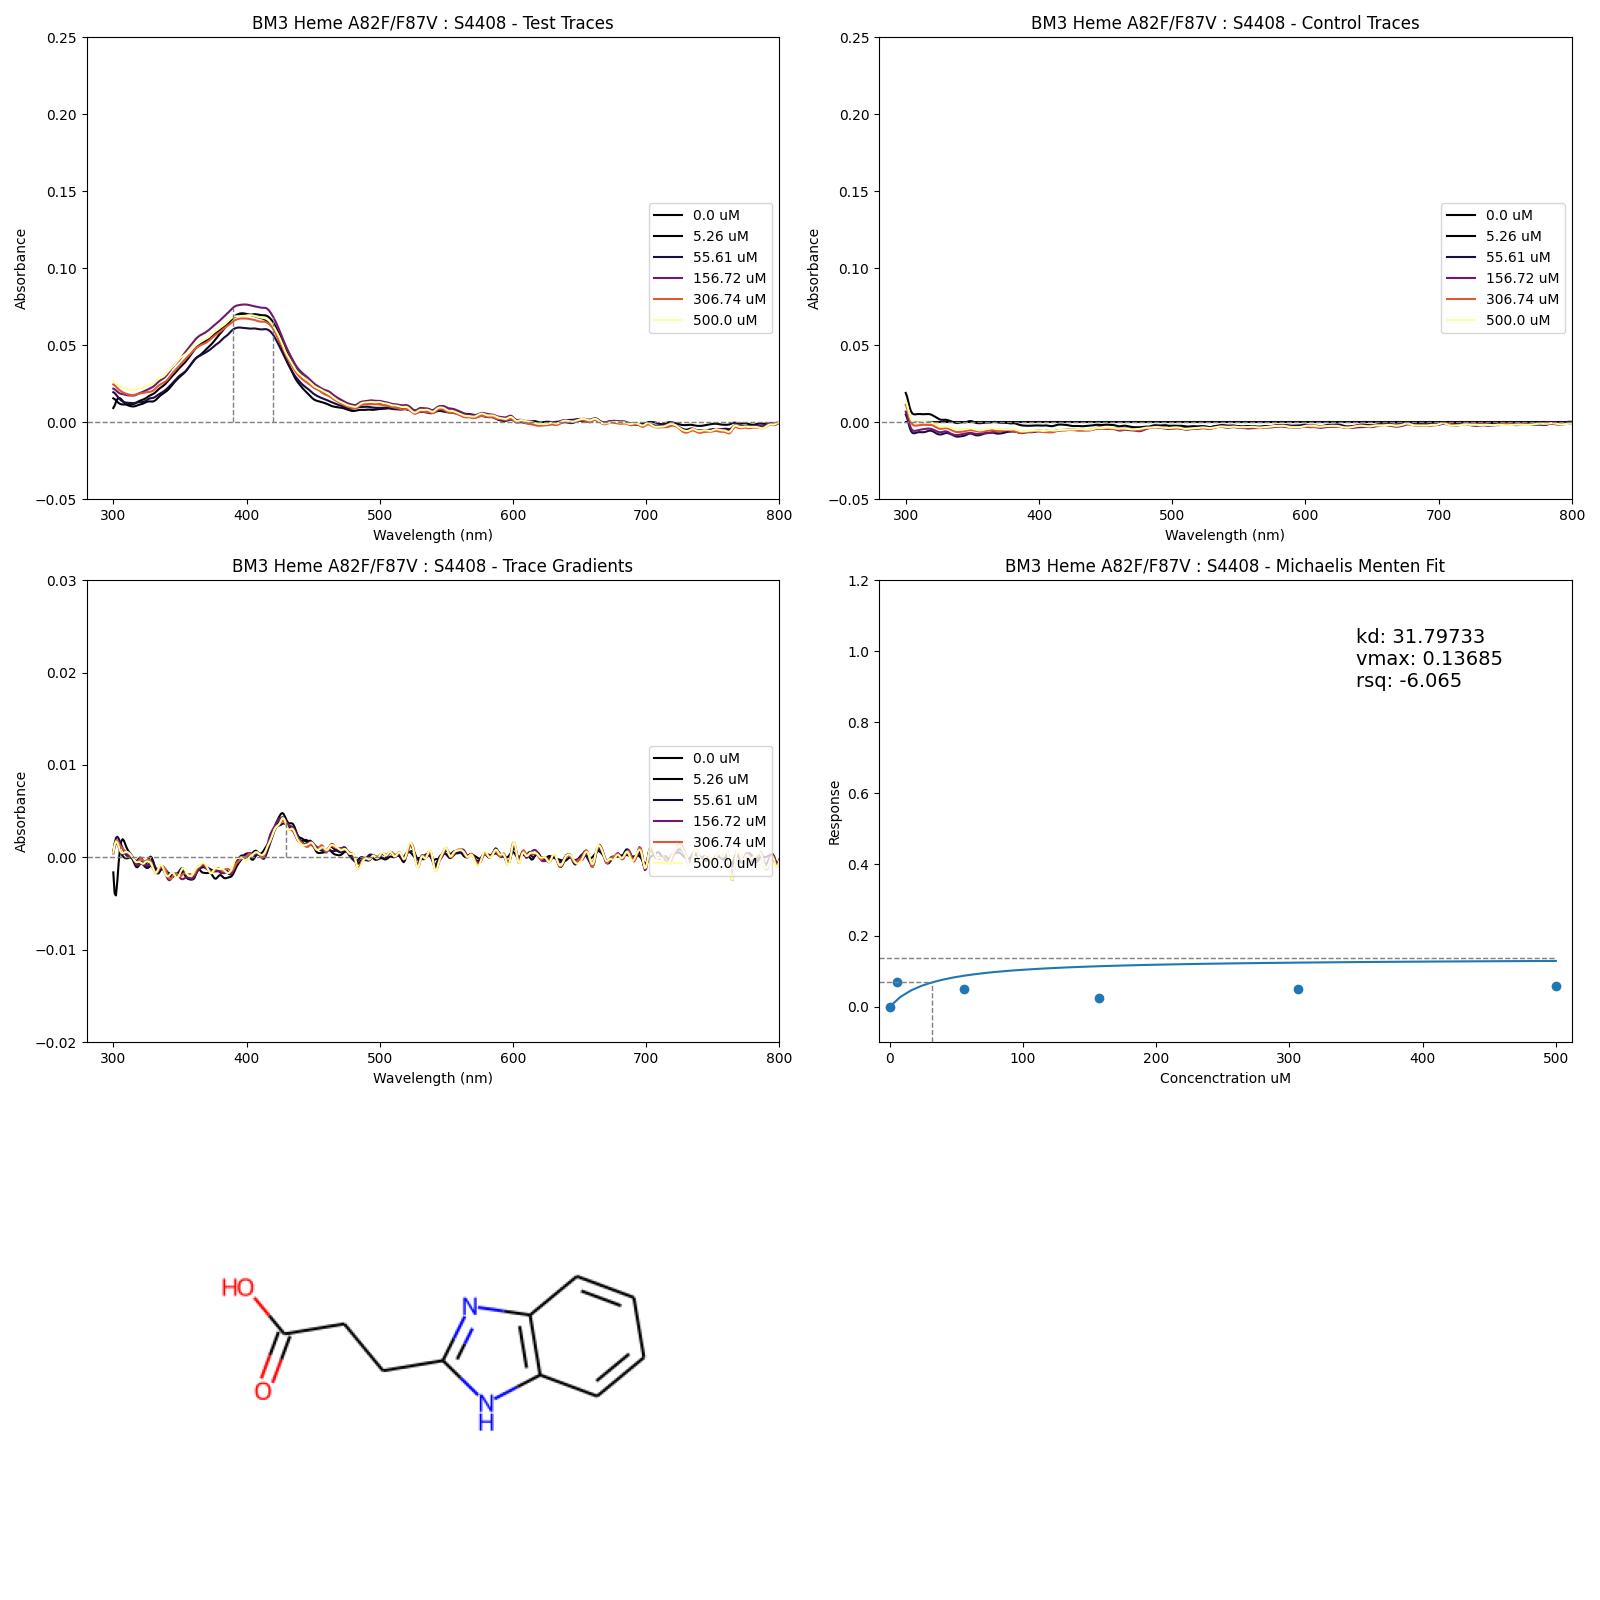 BM3 Heme A82F/F87V : S4408 - Test Traces
0.25
0.20
0.15
0.10
0.05
0.00
−0.05
Absorbance
300 400 500 600 700 800
Wavelength (nm)
0.0 uM
5.26 uM
55.61 uM
156.72 uM
306.74 uM
500.0 uM
BM3 Heme A82F/F87V : S4408 - Control Traces
0.25
0.20
0.15
0.10
0.05
0.00
−0.05
Absorbance
300 400 500 600 700 800
Wavelength (nm)
0.0 uM
5.26 uM
55.61 uM
156.72 uM
306.74 uM
500.0 uM
BM3 Heme A82F/F87V : S4408 - Trace Gradients
0.03
0.02
0.01
0.00
−0.01
−0.02
Absorbance
300 400 500 600 700 800
Wavelength (nm)
0.0 uM
5.26 uM
55.61 uM
156.72 uM
306.74 uM
500.0 uM
BM3 Heme A82F/F87V : S4408 - Michaelis Menten Fit
1.2
1.0
0.8
0.6
0.4
0.2
0.0
Response
0 100 200 300 400 500
Concenctration uM
kd: 31.79733
vmax: 0.13685
rsq: -6.065
HO
O
N
N
H